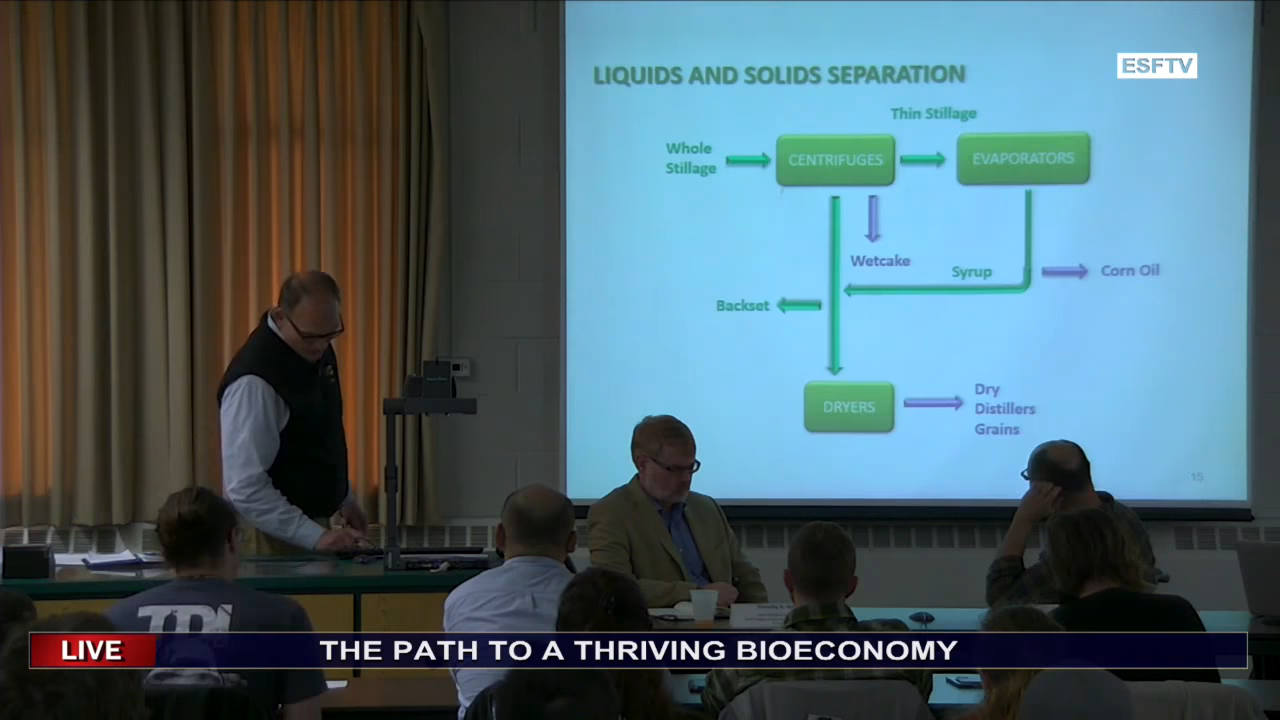 ESFTV
LIQUIDS AND SOLIDS SEPARATION
Thin Stillage
Whole
Stillage
CENTRIFUGES
EVAPORATORS
Wetcake
Syrup
Corn Oil
Backset
DRYERS
Dry
Distillers
Grains
15
LIVE
THE PATH TO A THRIVING BIOECONOMY